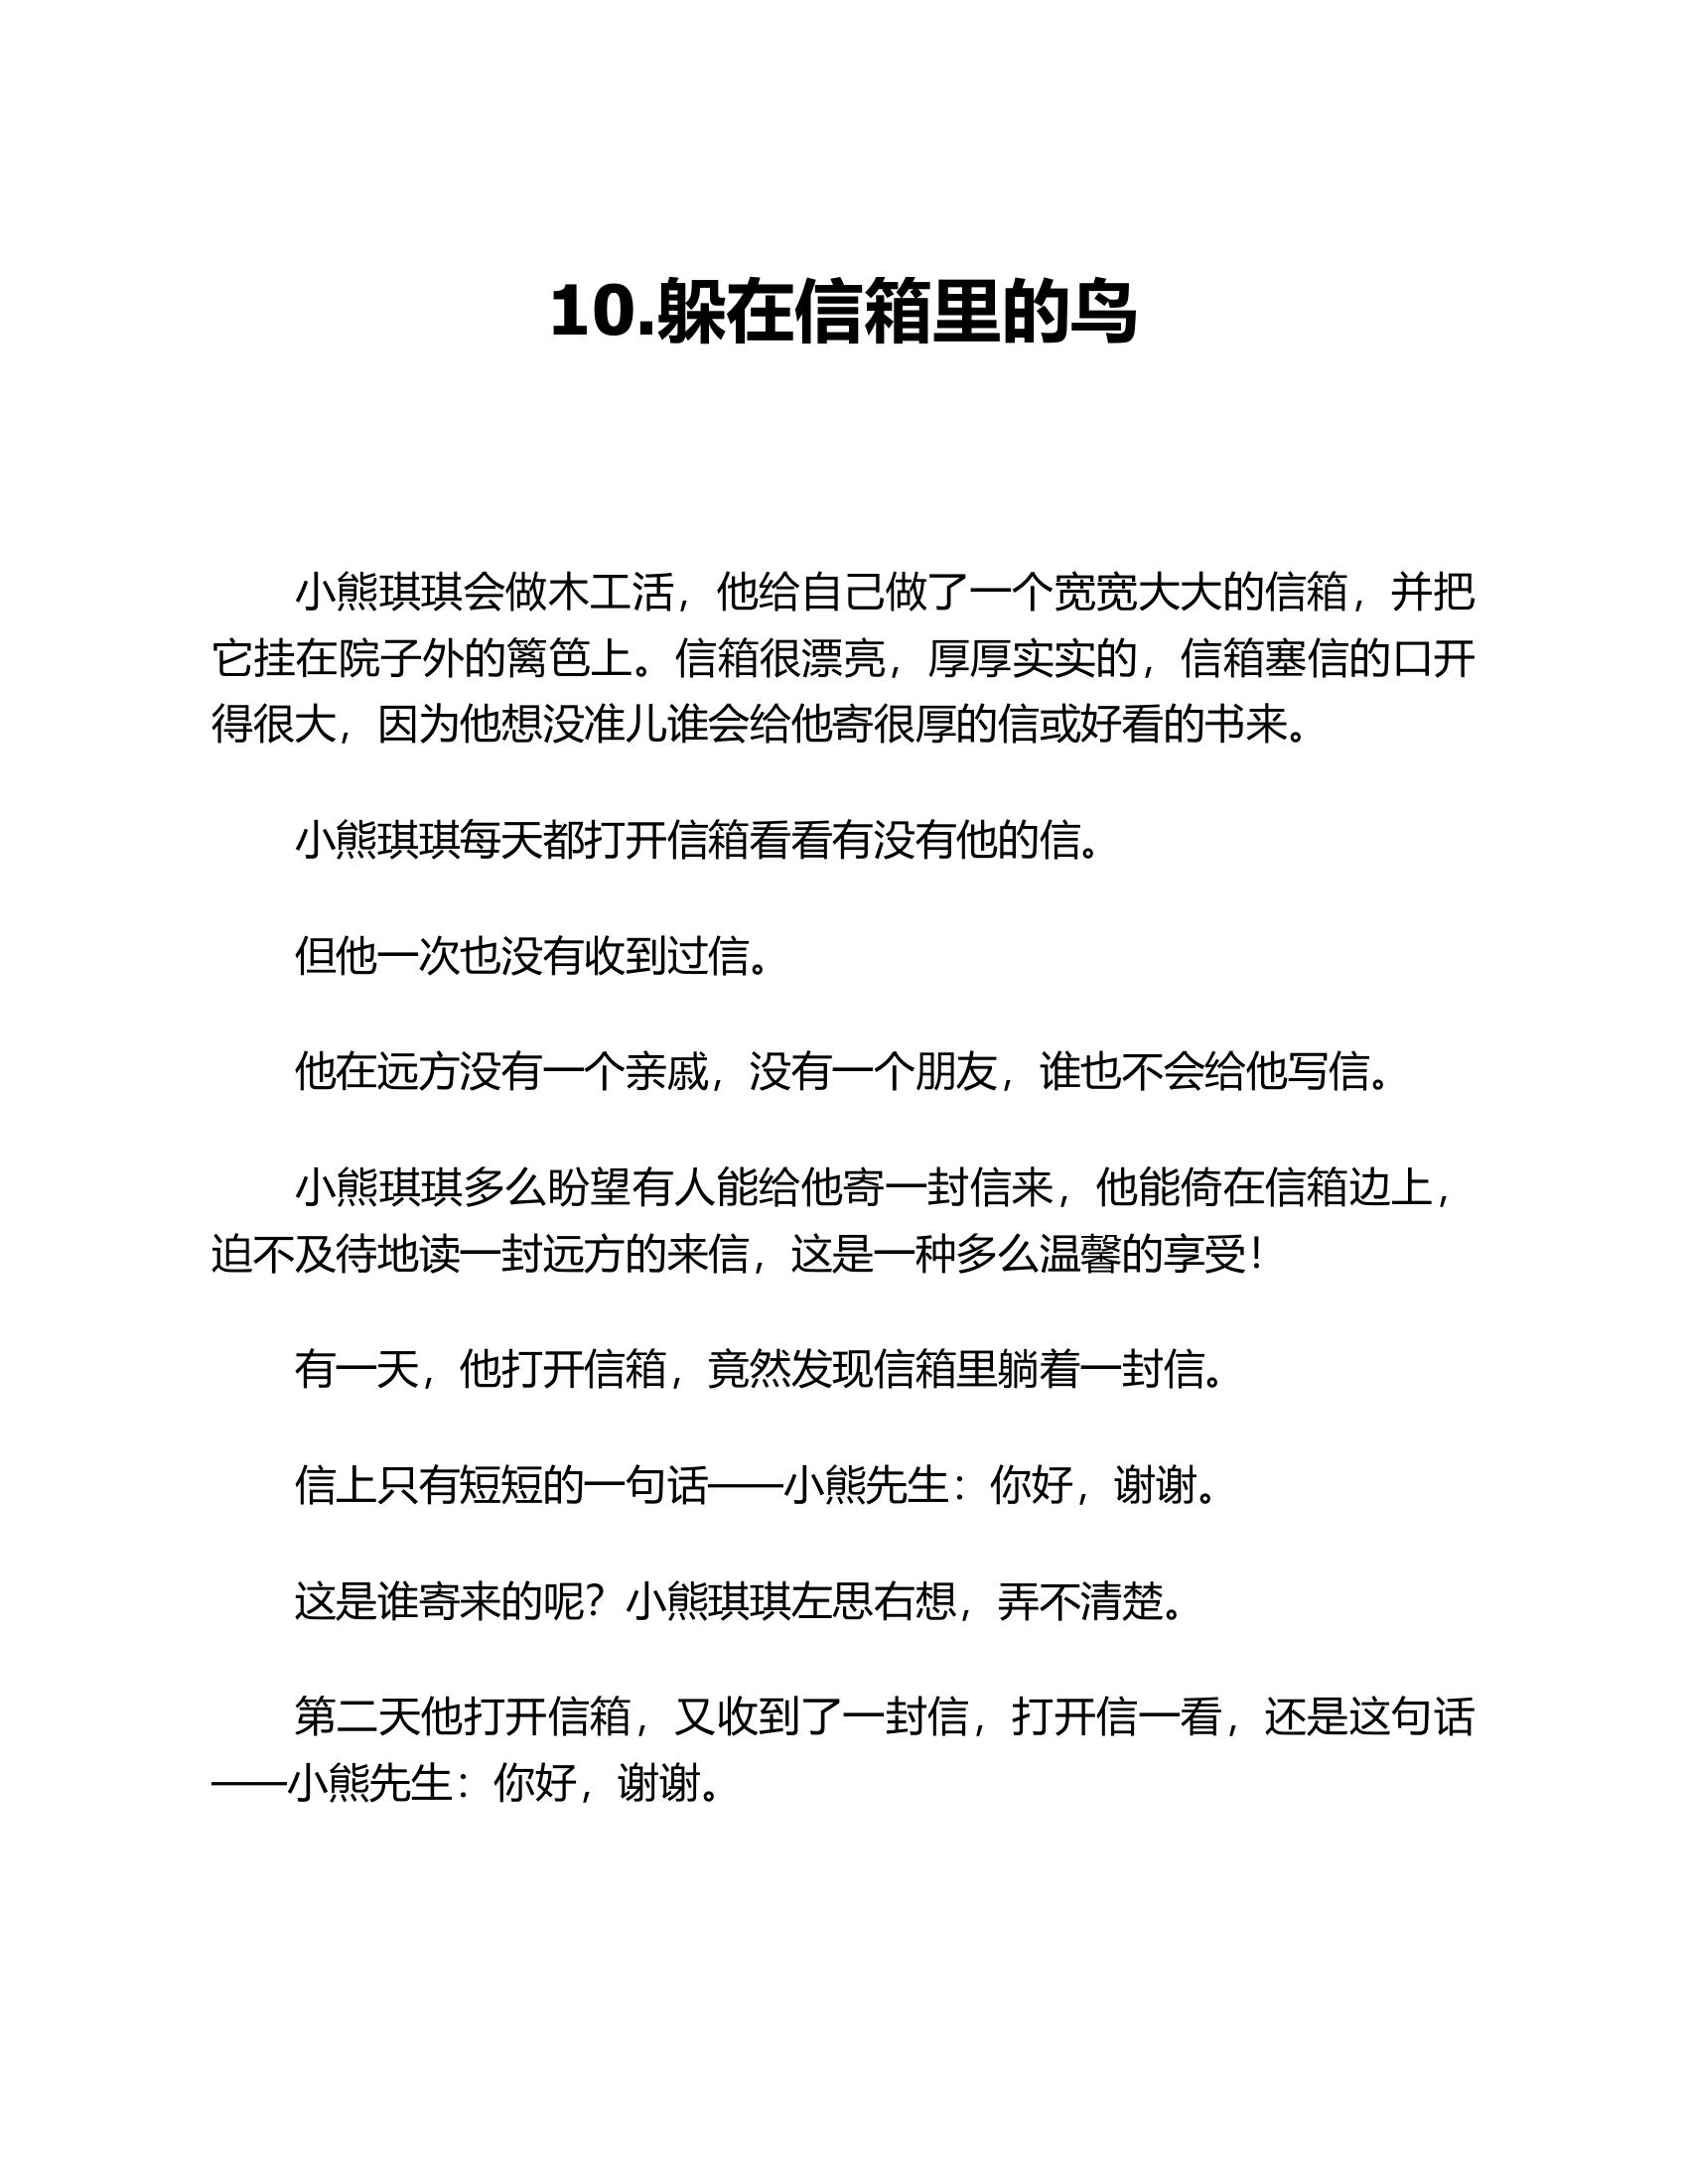 10.躲在信箱里的鸟
小熊琪琪会做木工活，他给自己做了一个宽宽大大的信箱，并把
它挂在院子外的篱笆上。信箱很漂亮，厚厚实实的，信箱塞信的口开
得很大，因为他想没准儿谁会给他寄很厚的信或好看的书来。
小熊琪琪每天都打开信箱看看有没有他的信。
但他一次也没有收到过信。
他在远方没有一个亲戚，没有一个朋友，谁也不会给他写信。
小熊琪琪多么盼望有人能给他寄一封信来，他能倚在信箱边上，
迫不及待地读一封远方的来信，这是一种多么温馨的享受！
有一天，他打开信箱，竟然发现信箱里躺着一封信。
信上只有短短的一句话——小熊先生：你好，谢谢。
这是谁寄来的呢？小熊琪琪左思右想，弄不清楚。
第二天他打开信箱，又收到了一封信，打开信一看，还是这句话
——小熊先生：你好，谢谢。